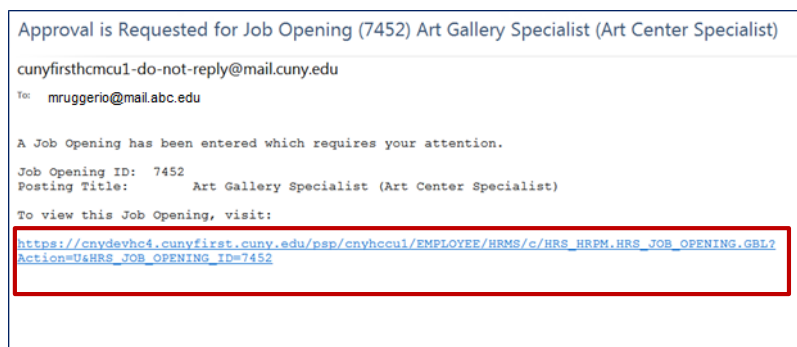 Approval is Requested for Job Opening (7452) Art Gallery Specialist (Art Center Specialist)
cunyfirsthcmcu1-do-not-reply@mail.cuny.edu
To: mruggerio@mail.abc.edu
A Job Opening has been entered which requires your attention.
Job Opening ID: 7452
Posting Title: Art Gallery Specialist (Art Center Specialist)
To view this Job Opening, visit:
https://cnydevhc4.cunyfirst.cuny.edu/psp/cnyhccu1/EMPLOYEE/HRMS/c/HRS_HRPM.HRS_JOB_OPENING.GBL?
Action=U&HRS_JOB_OPENING_ID=7452